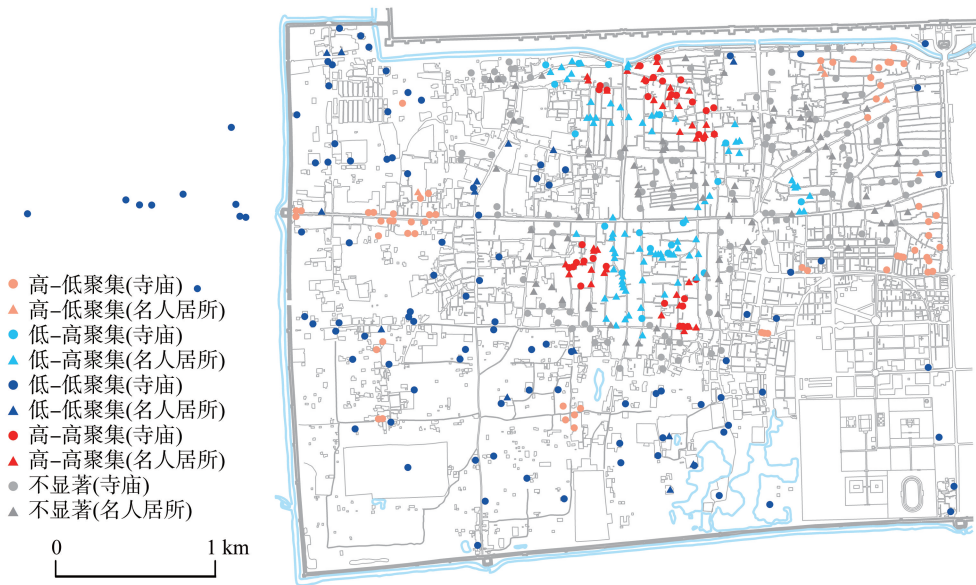 高–低聚集(寺庙)
高–低聚集(名人居所)
低–高聚集(寺庙)
低–高聚集(名人居所)
低–低聚集(寺庙)
低–低聚集(名人居所)
高–高聚集(寺庙)
高–高聚集(名人居所)
不显著(寺庙)
不显著(名人居所)
0 1 km